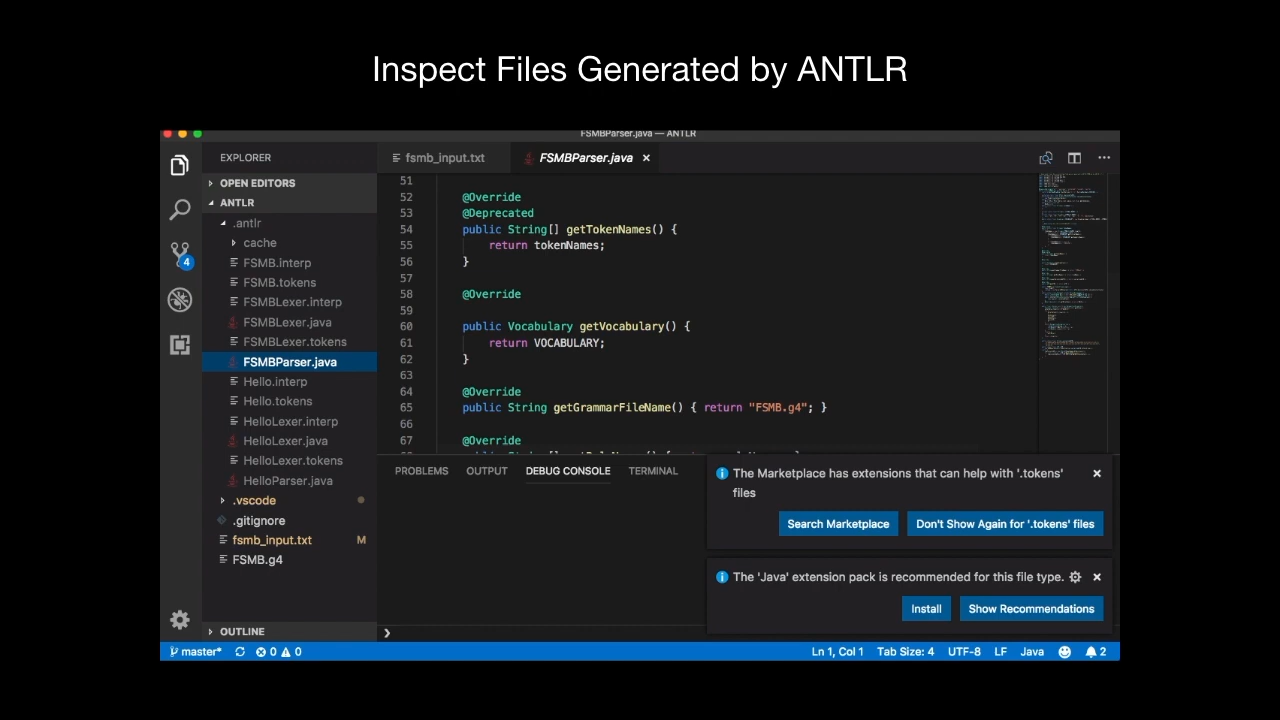 Inspect Files Generated by ANTLR
FSMBParser.java — ANTLR
EXPLORER
OPEN EDITORS
ANTLR
.antlr
cache
FSMB.interp
FSMB.tokens
FSMBLexer.interp
FSMBLexer.java
FSMBLexer.tokens
FSMBParser.java
Hello.interp
Hello.tokens
HelloLexer.interp
HelloLexer.java
HelloLexer.tokens
HelloParser.java
.vscode
.gitignore
fsmb_input.txt M
FSMB.g4
OUTLINE
4
fsmb_input.txt FSMBParser.java
51
52 @Override
53 @Deprecated
54 public String[] getTokenNames() {
55 return tokenNames;
56 }
57
58 @Override
59
60 public Vocabulary getVocabulary() {
61 return VOCABULARY;
62 }
63
64 @Override
65 public String getGrammarFileName() { return "FSMB.g4"; }
66
67 @Override
PROBLEMS OUTPUT DEBUG CONSOLE TERMINAL
The Marketplace has extensions that can help with '.tokens'
files
Search Marketplace Don't Show Again for '.tokens' files
The 'Java' extension pack is recommended for this file type.
Install Show Recommendations
master* 0 0 Ln 1, Col 1 Tab Size: 4 UTF-8 LF Java 2